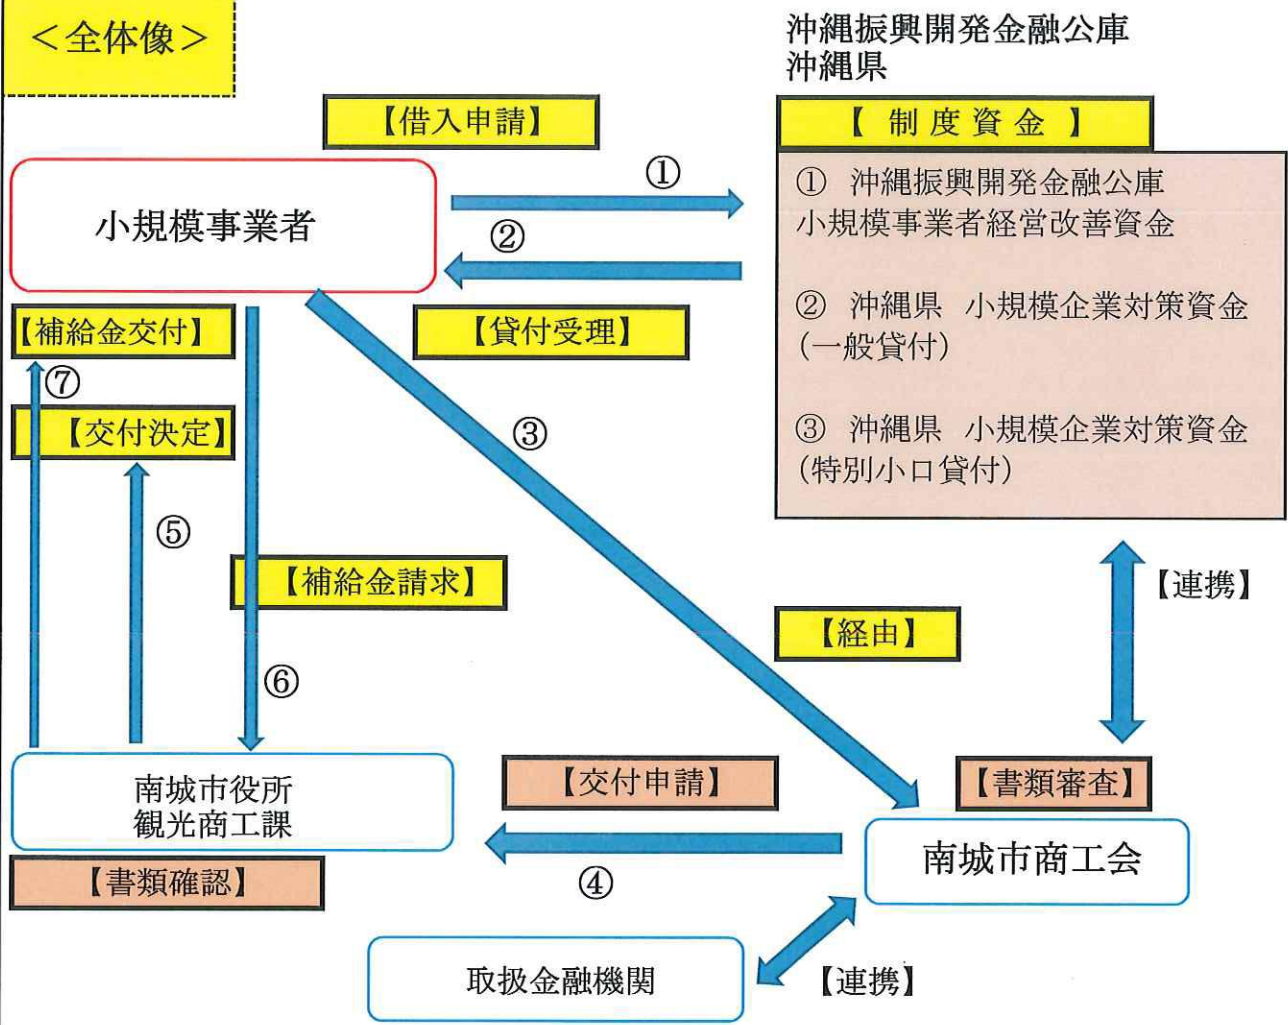 ＜全体像＞
沖縄振興開発金融公庫
沖縄県
【借入申請】
【 制度資金 】
①
小規模事業者
②
① 沖縄振興開発金融公庫
小規模事業者経営改善資金
② 沖縄県 小規模企業対策資金
(一般貸付)
③ 沖縄県 小規模企業対策資金
(特別小口貸付)
【補給金交付】
【貸付受理】
⑦
【交付決定】
③
⑤
【補給金請求】
【連携】
【経由】
⑥
南城市役所
観光商工課
【書類確認】
【交付申請】
④
【書類審査】
南城市商工会
取扱金融機関
【連携】